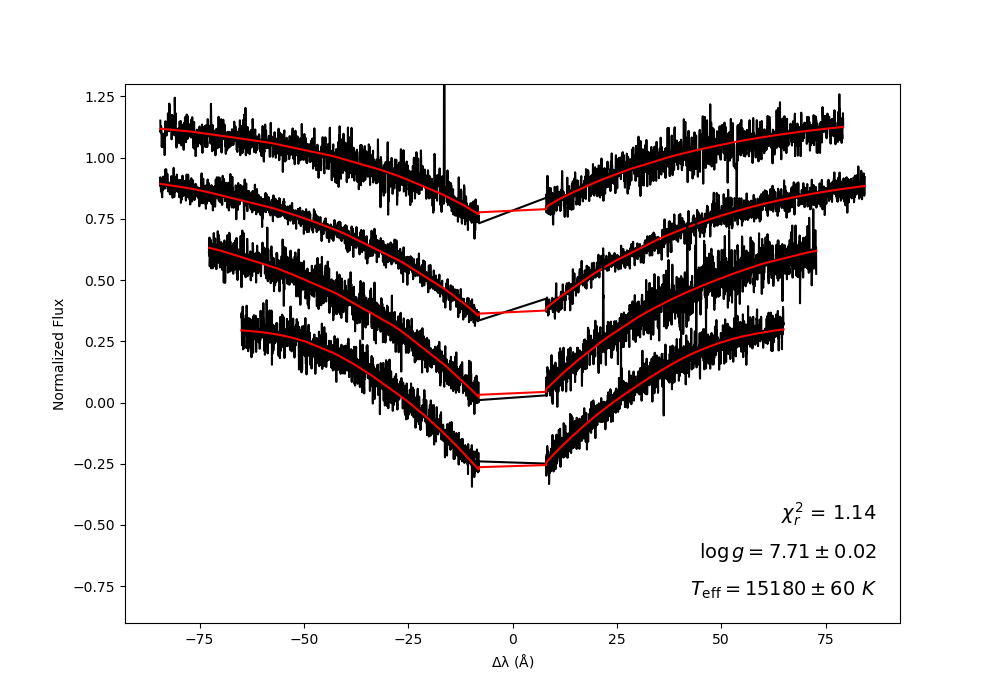 1.25
1.00
0.75
0.50
0.25
0.00
−0.25
−0.50
−0.75
Normalized Flux
χ²ᵣ = 1.14
log g = 7.71 ± 0.02
T_eff = 15180 ± 60 K
−75 −50 −25 0 25 50 75
Δλ (Å)